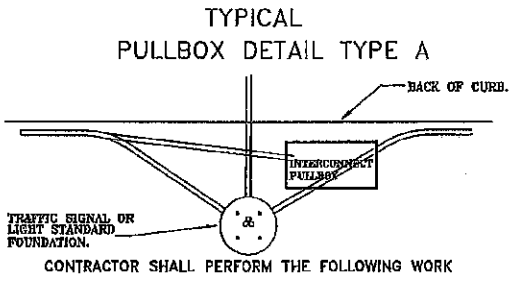 TYPICAL
PULLBOX DETAIL TYPE A
BACK OF CURB.
INTERCONNECT
PULLBOX
TRAFFIC SIGNAL OR
LIGHT STANDARD
FOUNDATION.
CONTRACTOR SHALL PERFORM THE FOLLOWING WORK